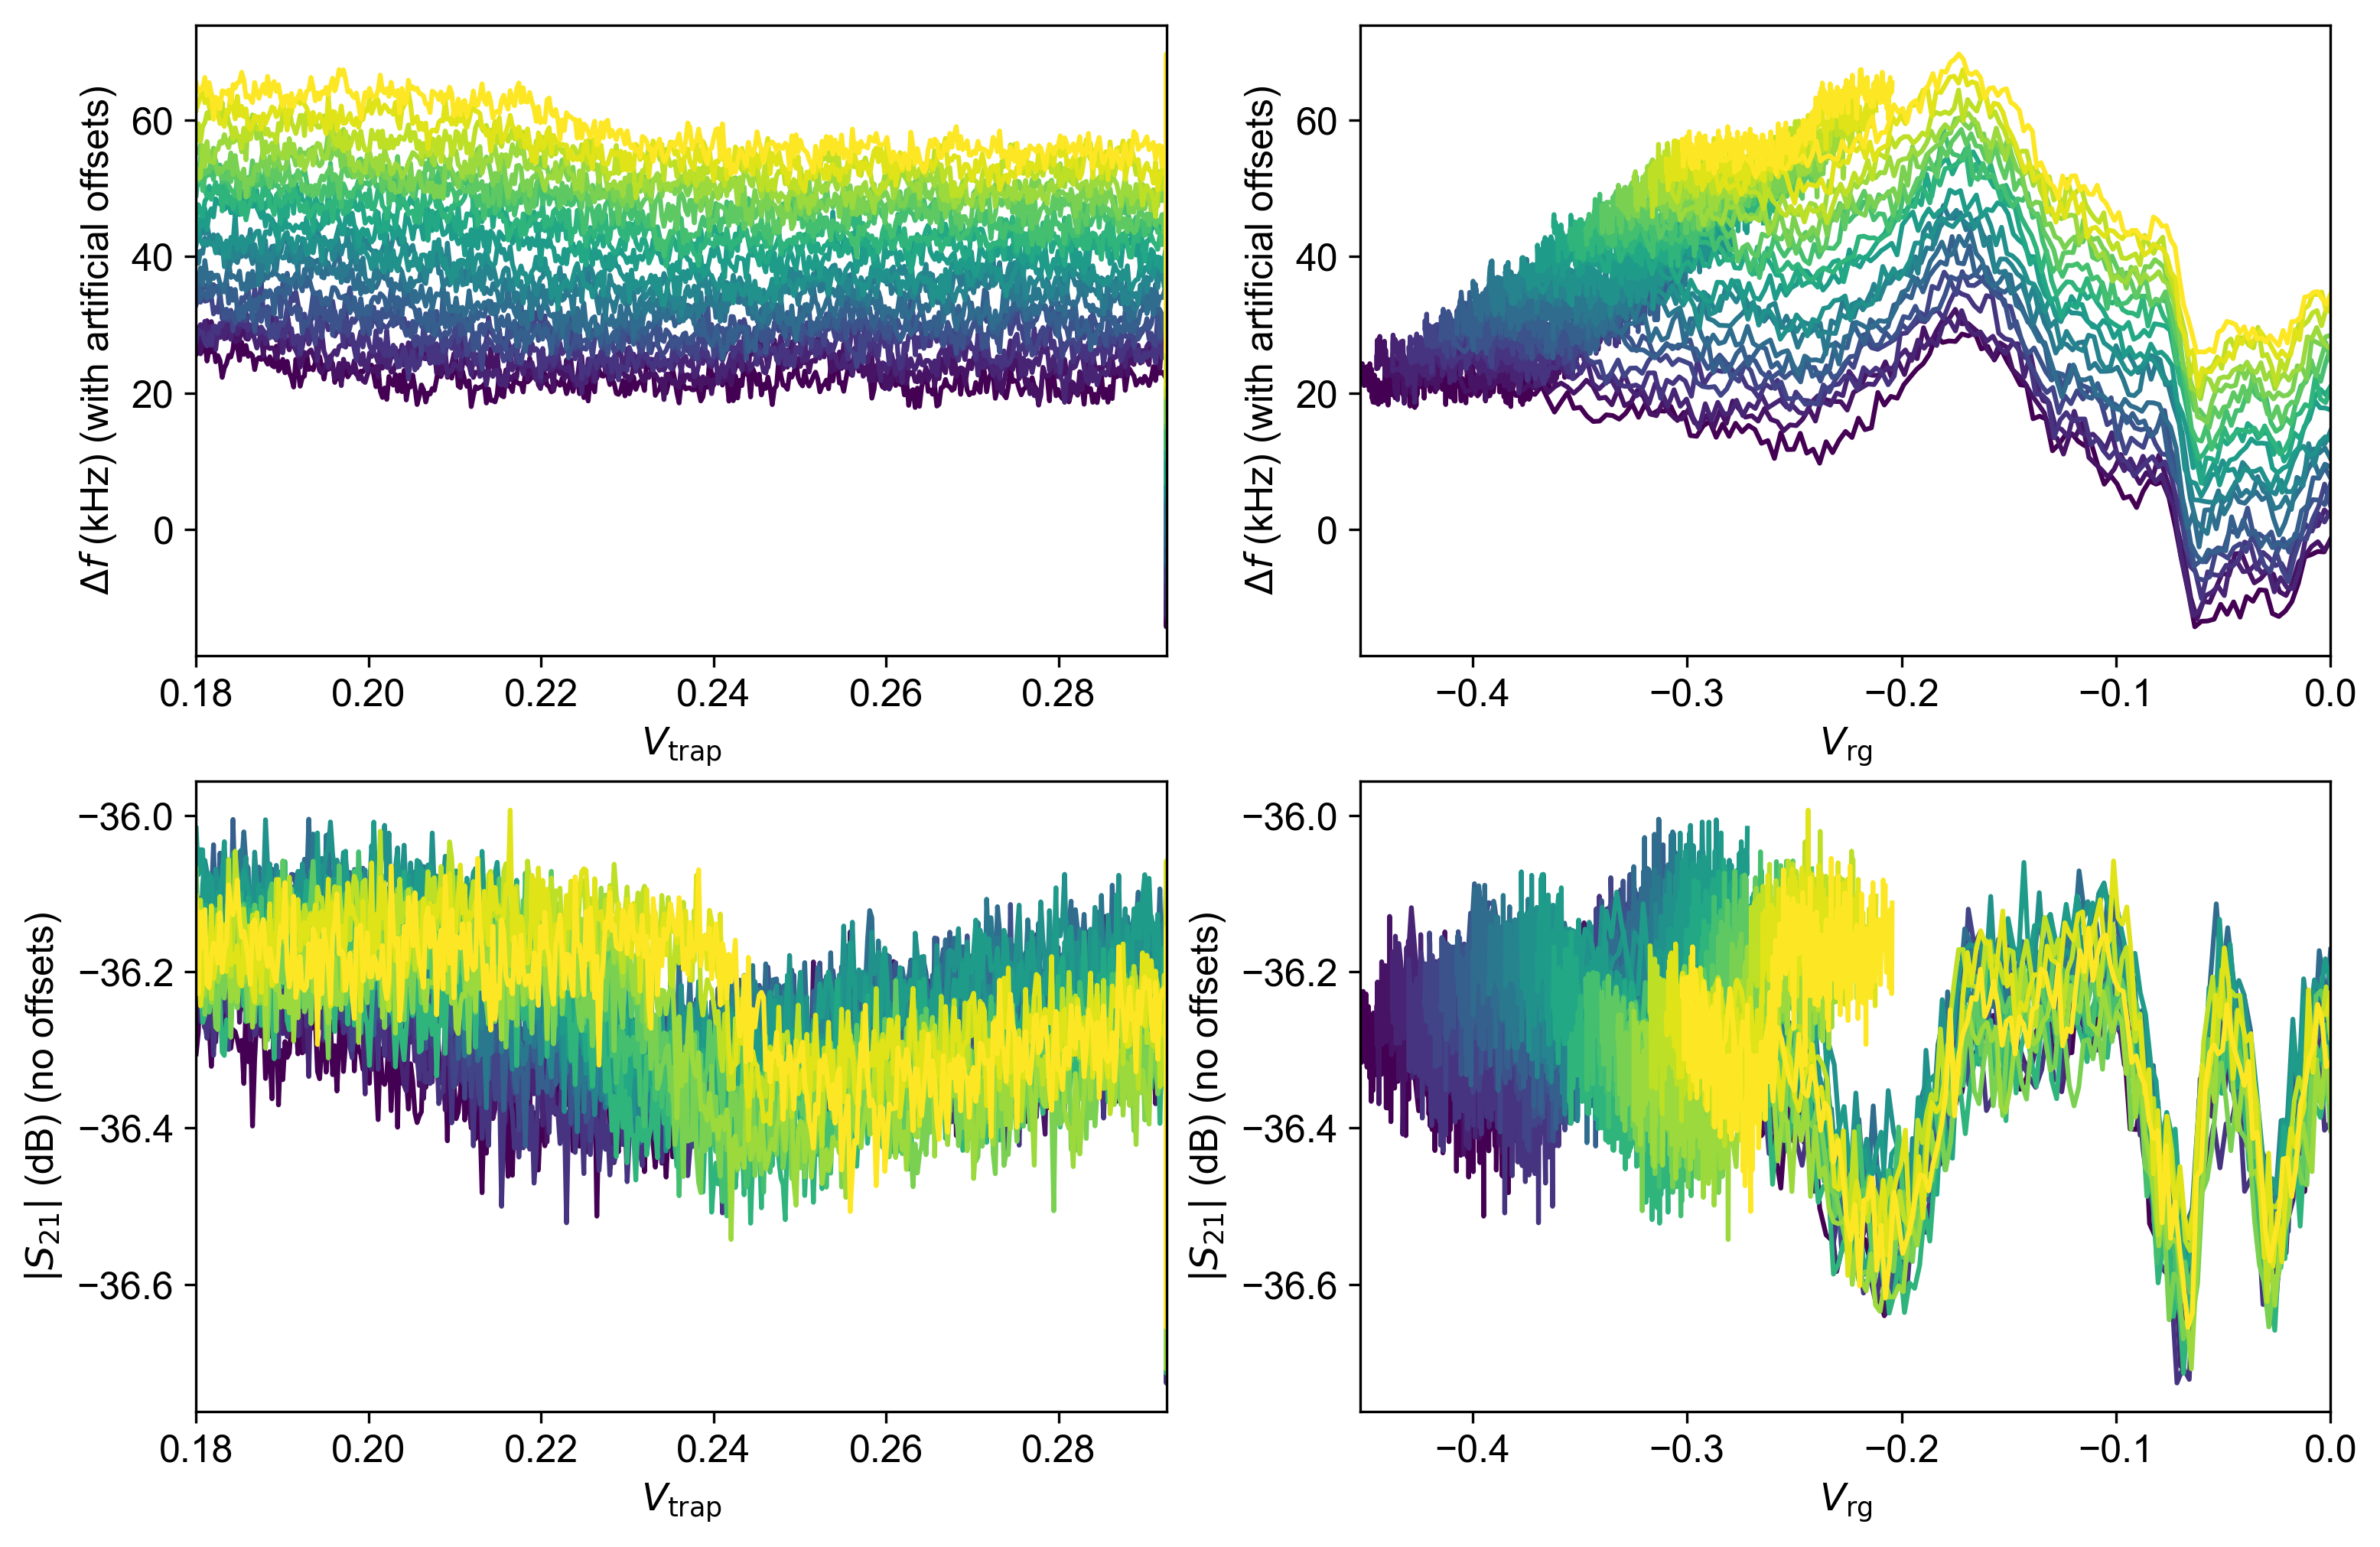 Δf (kHz) (with artificial offsets)
60
40
20
0
0.18 0.20 0.22 0.24 0.26 0.28
V_trap
Δf (kHz) (with artificial offsets)
60
40
20
0
−0.4 −0.3 −0.2 −0.1 0.0
V_rg
|S_21| (dB) (no offsets)
−36.0
−36.2
−36.4
−36.6
0.18 0.20 0.22 0.24 0.26 0.28
V_trap
|S_21| (dB) (no offsets)
−36.0
−36.2
−36.4
−36.6
−0.4 −0.3 −0.2 −0.1 0.0
V_rg